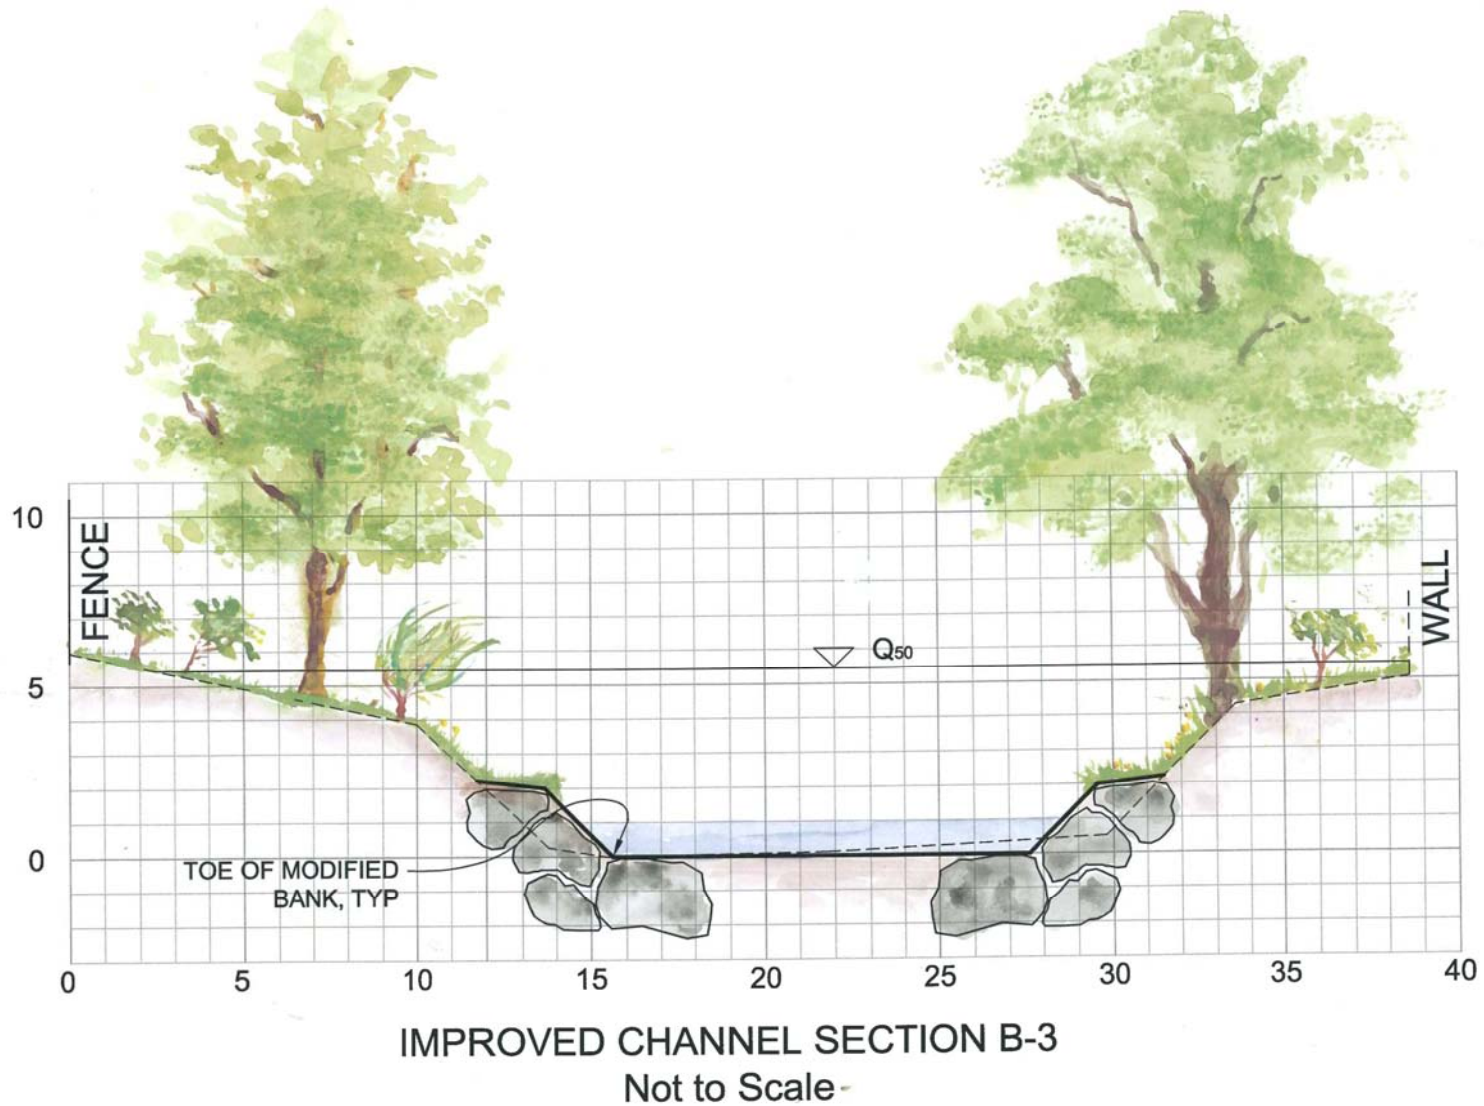 10
FENCE
WALL
Q50
5
TOE OF MODIFIED
BANK, TYP
0
0 5 10 15 20 25 30 35 40
IMPROVED CHANNEL SECTION B-3
Not to Scale